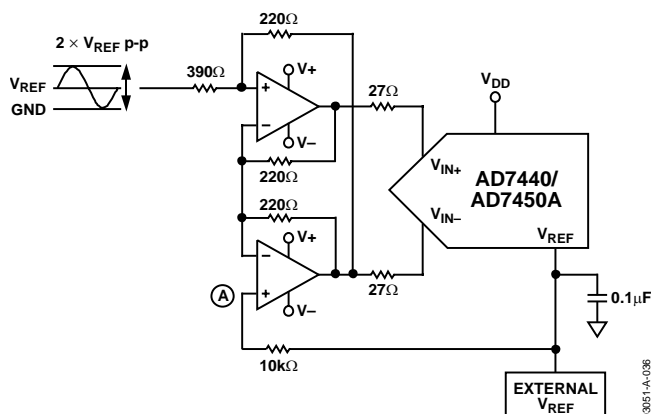 220Ω
2 × VREF p-p
390Ω
VREF
GND
V+
+
–
V–
27Ω
VDD
220Ω
220Ω
VIN+
AD7440/
AD7450A
VIN–
VREF
V+
–
+
V–
A
27Ω
0.1μF
10kΩ
EXTERNAL
VREF
3051-A-036